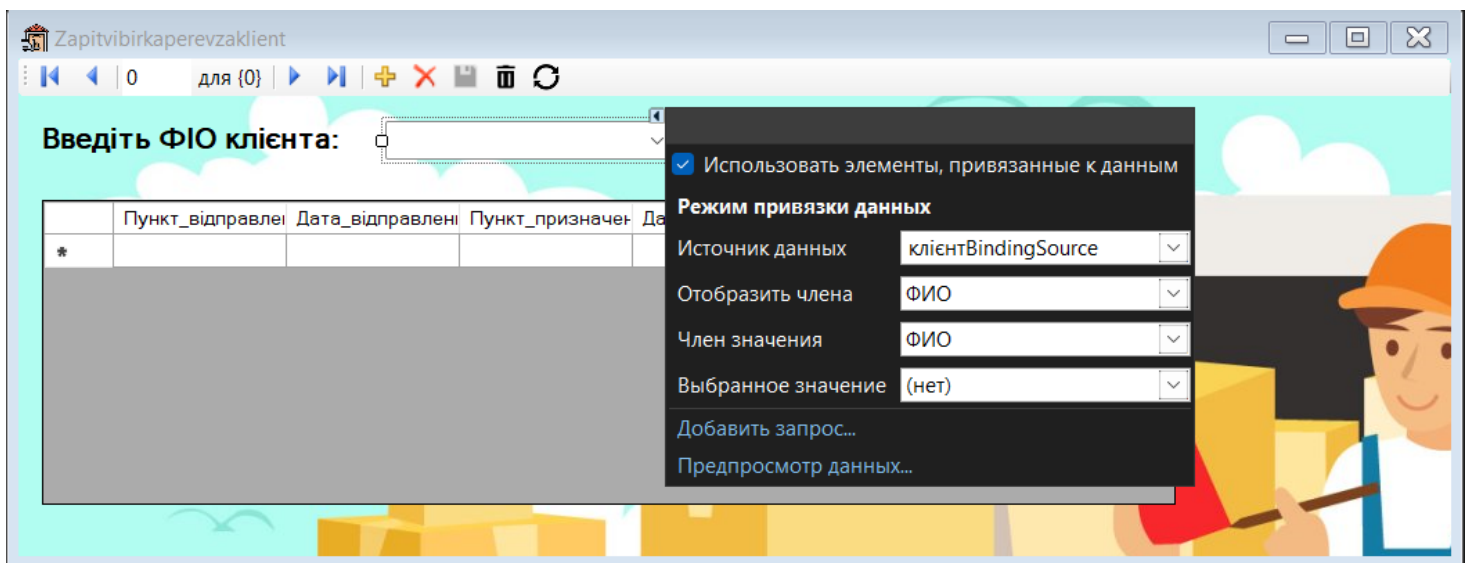 Zapitvibirkaperevzaklient
0 для {0}
Введіть ФІО клієнта:
Использовать элементы, привязанные к данным
Режим привязки данных
Источник данных клієнтBindingSource
Отобразить члена ФИО
Член значения ФИО
Выбранное значение (нет)
Добавить запрос...
Предпросмотр данных...
Пункт_відправлен Дата_відправленн Пункт_призначен Да
*